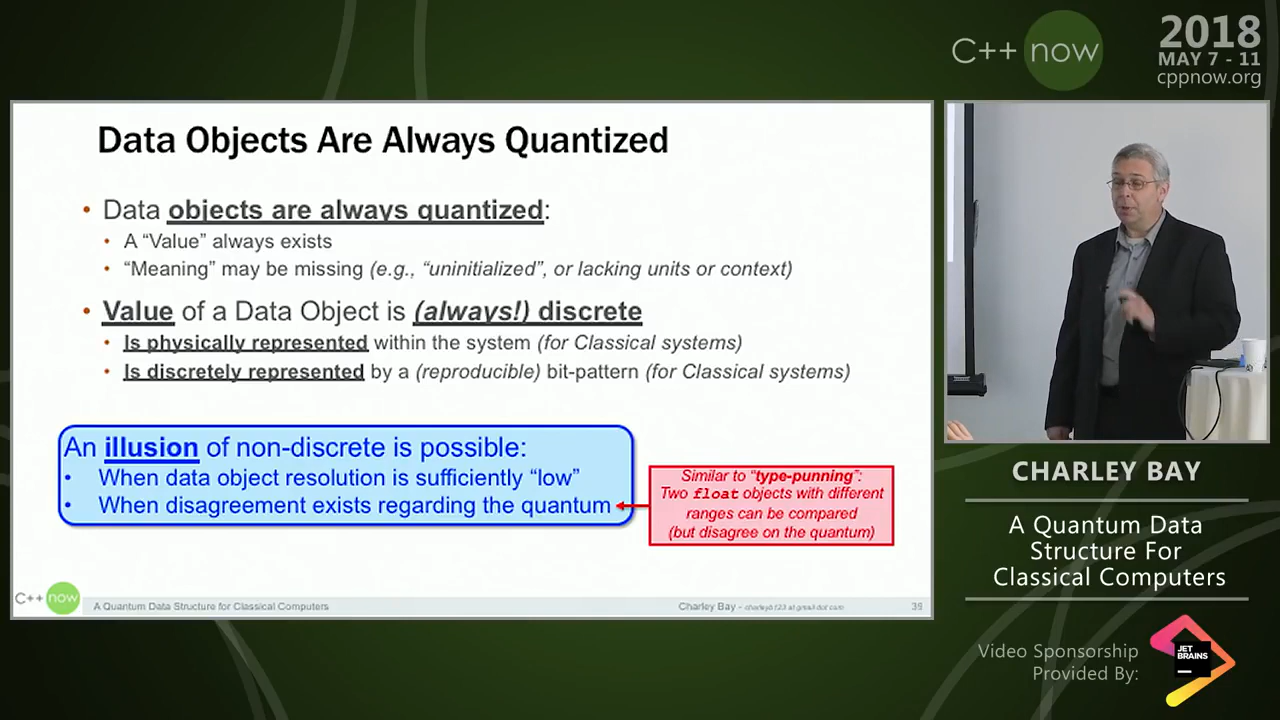 C++ now
2018
MAY 7 - 11
cppnow.org
Data Objects Are Always Quantized
• Data objects are always quantized:
• A “Value” always exists
• “Meaning” may be missing (e.g., “uninitialized”, or lacking units or context)
• Value of a Data Object is (always!) discrete
• Is physically represented within the system (for Classical systems)
• Is discretely represented by a (reproducible) bit-pattern (for Classical systems)
An illusion of non-discrete is possible:
• When data object resolution is sufficiently “low”
• When disagreement exists regarding the quantum
Similar to “type-punning”:
Two float objects with different
ranges can be compared
(but disagree on the quantum)
C++ now
A Quantum Data Structure for Classical Computers
Charley Bay -
CHARLEY BAY
A Quantum Data
Structure For
Classical Computers
Video Sponsorship
Provided By:
JET
BRAINS